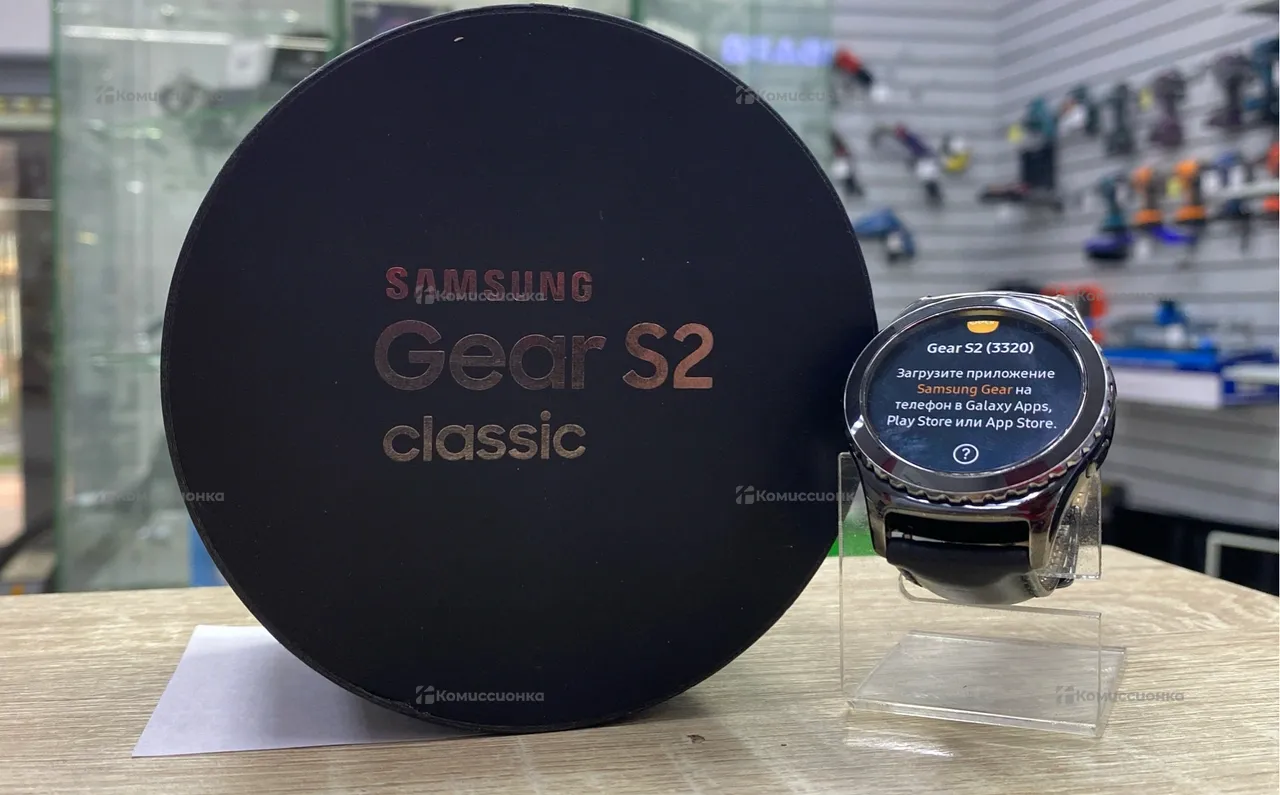 SAMSUNG
Gear S2
classic
Gear S2 (3320)
Загрузите приложение
Samsung Gear на
телефон в Galaxy Apps,
Play Store или App Store.
?
Комиссионка
Комиссионка
Комиссионка
Комиссионка
Комиссионка
Комиссионка
Комиссионка